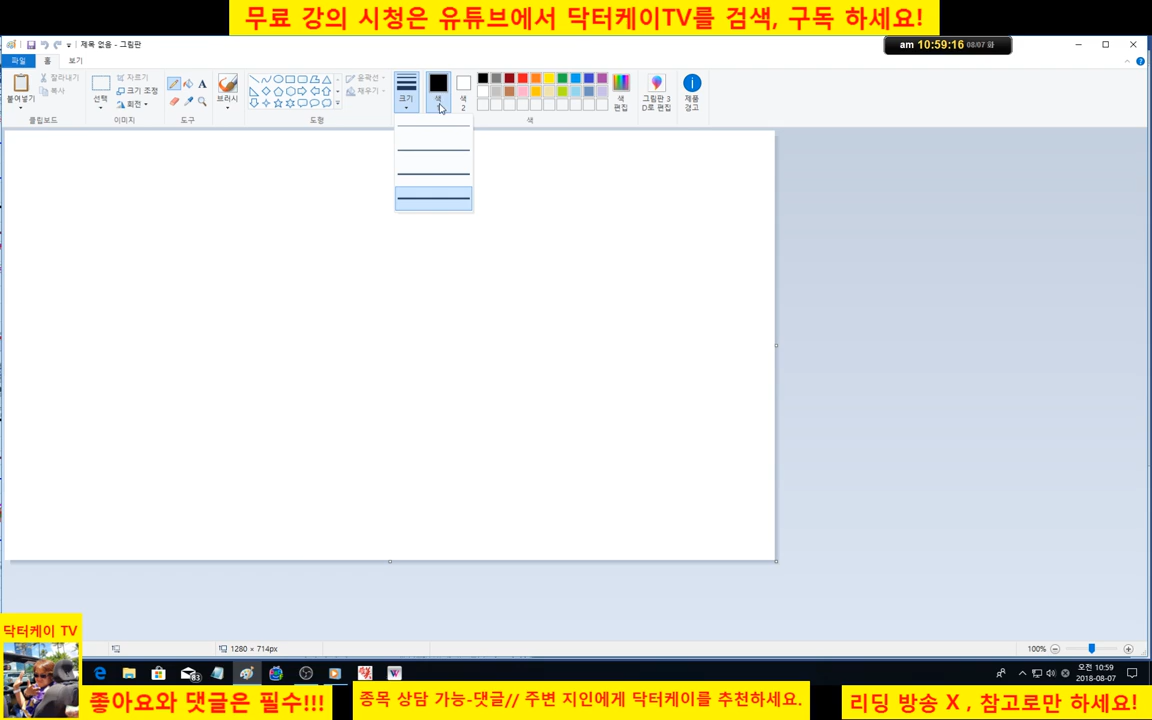 무료 강의 시청은 유튜브에서 닥터케이TV를 검색, 구독 하세요!
제목 없음 - 그림판
am 10:59:16 08/07 화
파일 홈 보기
붙여넣기
잘라내기
복사
클립보드
선택
자르기
크기 조정
회전
이미지
A
도구
브러시
도형
윤곽선
채우기
크기
색
1
색
2
색
편집
색
그림판 3
D로 편집
제품
경고
1280 × 714px
100%
닥터케이 TV
83
오전 10:59
2018-08-07
좋아요와 댓글은 필수!!!
종목 상담 가능-댓글// 주변 지인에게 닥터케이를 추천하세요.
리딩 방송 X , 참고로만 하세요!